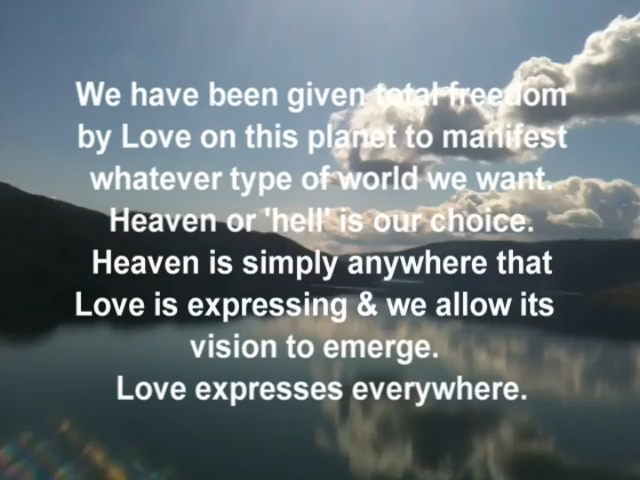 We have been given total freedom
by Love on this planet to manifest
whatever type of world we want.
Heaven or 'hell' is our choice.
Heaven is simply anywhere that
Love is expressing & we allow its
vision to emerge.
Love expresses everywhere.